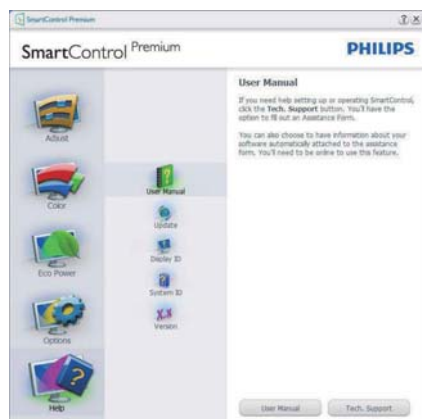 SmartControl Premium
SmartControl Premium
PHILIPS
Adjust
Color
Eco Power
Options
Help
User Manual
Update
Display ID
System ID
Version
User Manual
If you need help setting up or operating SmartControl,
click the Tech. Support button. You'll have the
option to fill out an Assistance Form.
You can also choose to have information about your
software automatically attached to the assistance
form. You'll need to be online to use this feature.
User Manual
Tech. Support